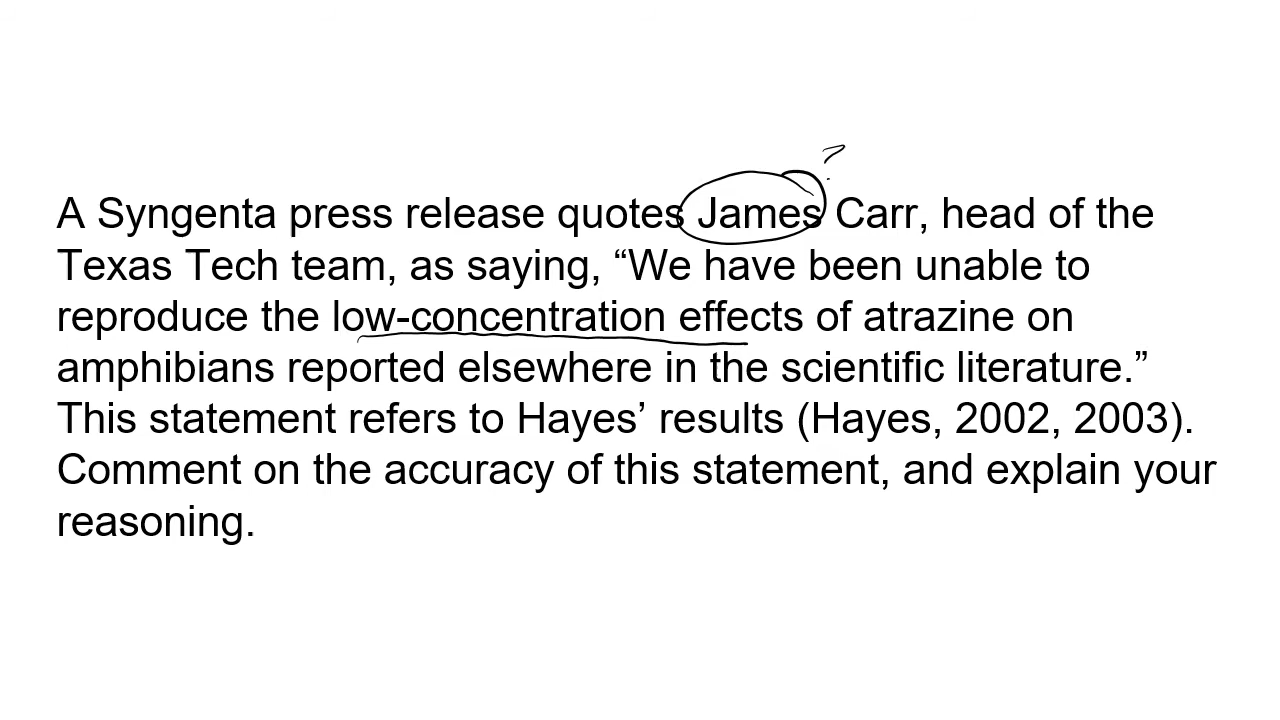 ?
A Syngenta press release quotes James Carr, head of the
Texas Tech team, as saying, “We have been unable to
reproduce the low-concentration effects of atrazine on
amphibians reported elsewhere in the scientific literature.”
This statement refers to Hayes’ results (Hayes, 2002, 2003).
Comment on the accuracy of this statement, and explain your
reasoning.